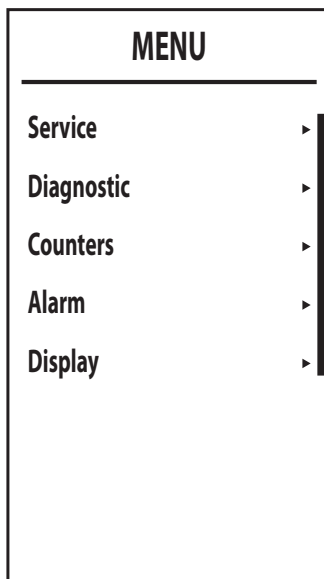 MENU
Service
Diagnostic
Counters
Alarm
Display